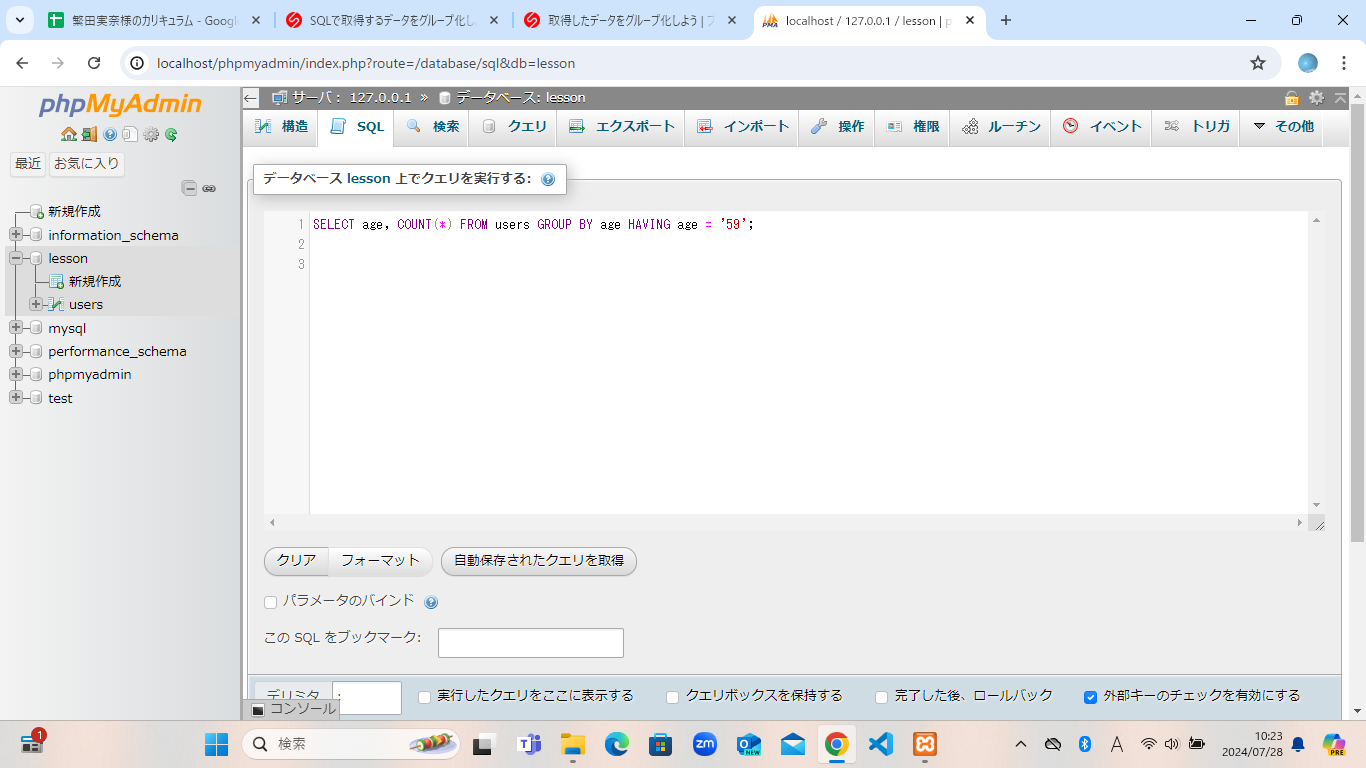 繁田実奈様のカリキュラム - Googl
SQLで取得するデータをグループ化し
取得したデータをグループ化しよう | フ
localhost / 127.0.0.1 / lesson | p
localhost/phpmyadmin/index.php?route=/database/sql&db=lesson
phpMyAdmin
最近 お気に入り
新規作成
information_schema
lesson
新規作成
users
mysql
performance_schema
phpmyadmin
test
サーバ: 127.0.0.1 » データベース: lesson
構造 SQL 検索 クエリ エクスポート インポート 操作 権限 ルーチン イベント トリガ その他
データベース lesson 上でクエリを実行する:
1 SELECT age, COUNT(*) FROM users GROUP BY age HAVING age = '59';
2
3
クリア フォーマット 自動保存されたクエリを取得
パラメータのバインド
この SQL をブックマーク:
デリミタ ; 実行したクエリをここに表示する クエリボックスを保持する 完了した後、ロールバック 外部キーのチェックを有効にする
コンソール
1
検索
zm
NEW
A
10:23
2024/07/28
PRE